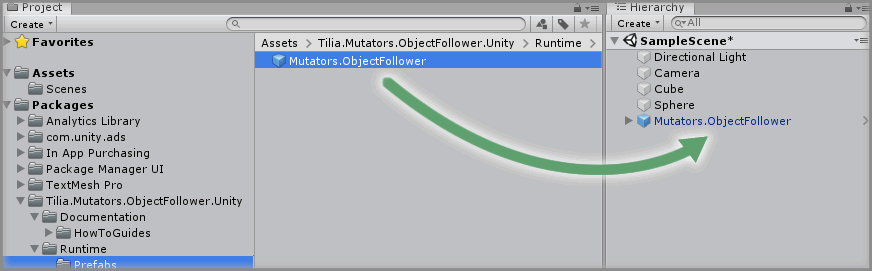 Project
Create
Favorites
Assets
Scenes
Packages
Analytics Library
com.unity.ads
In App Purchasing
Package Manager UI
TextMesh Pro
Tilia.Mutators.ObjectFollower.Unity
Documentation
HowToGuides
Runtime
Prefabs
Assets > Tilia.Mutators.ObjectFollower.Unity > Runtime >
Mutators.ObjectFollower
Hierarchy
Create All
SampleScene*
Directional Light
Camera
Cube
Sphere
Mutators.ObjectFollower